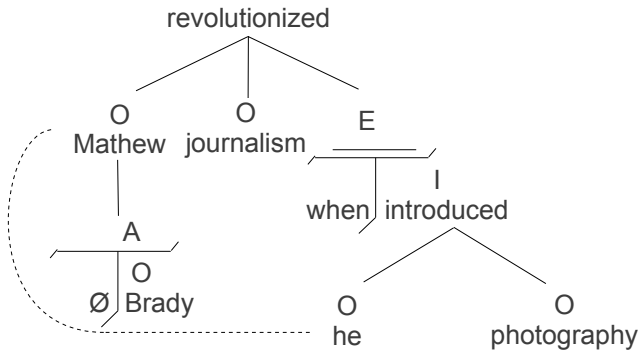 revolutionized
O O E
Mathew journalism
I
when introduced
A
O
Ø Brady
O O
he photography